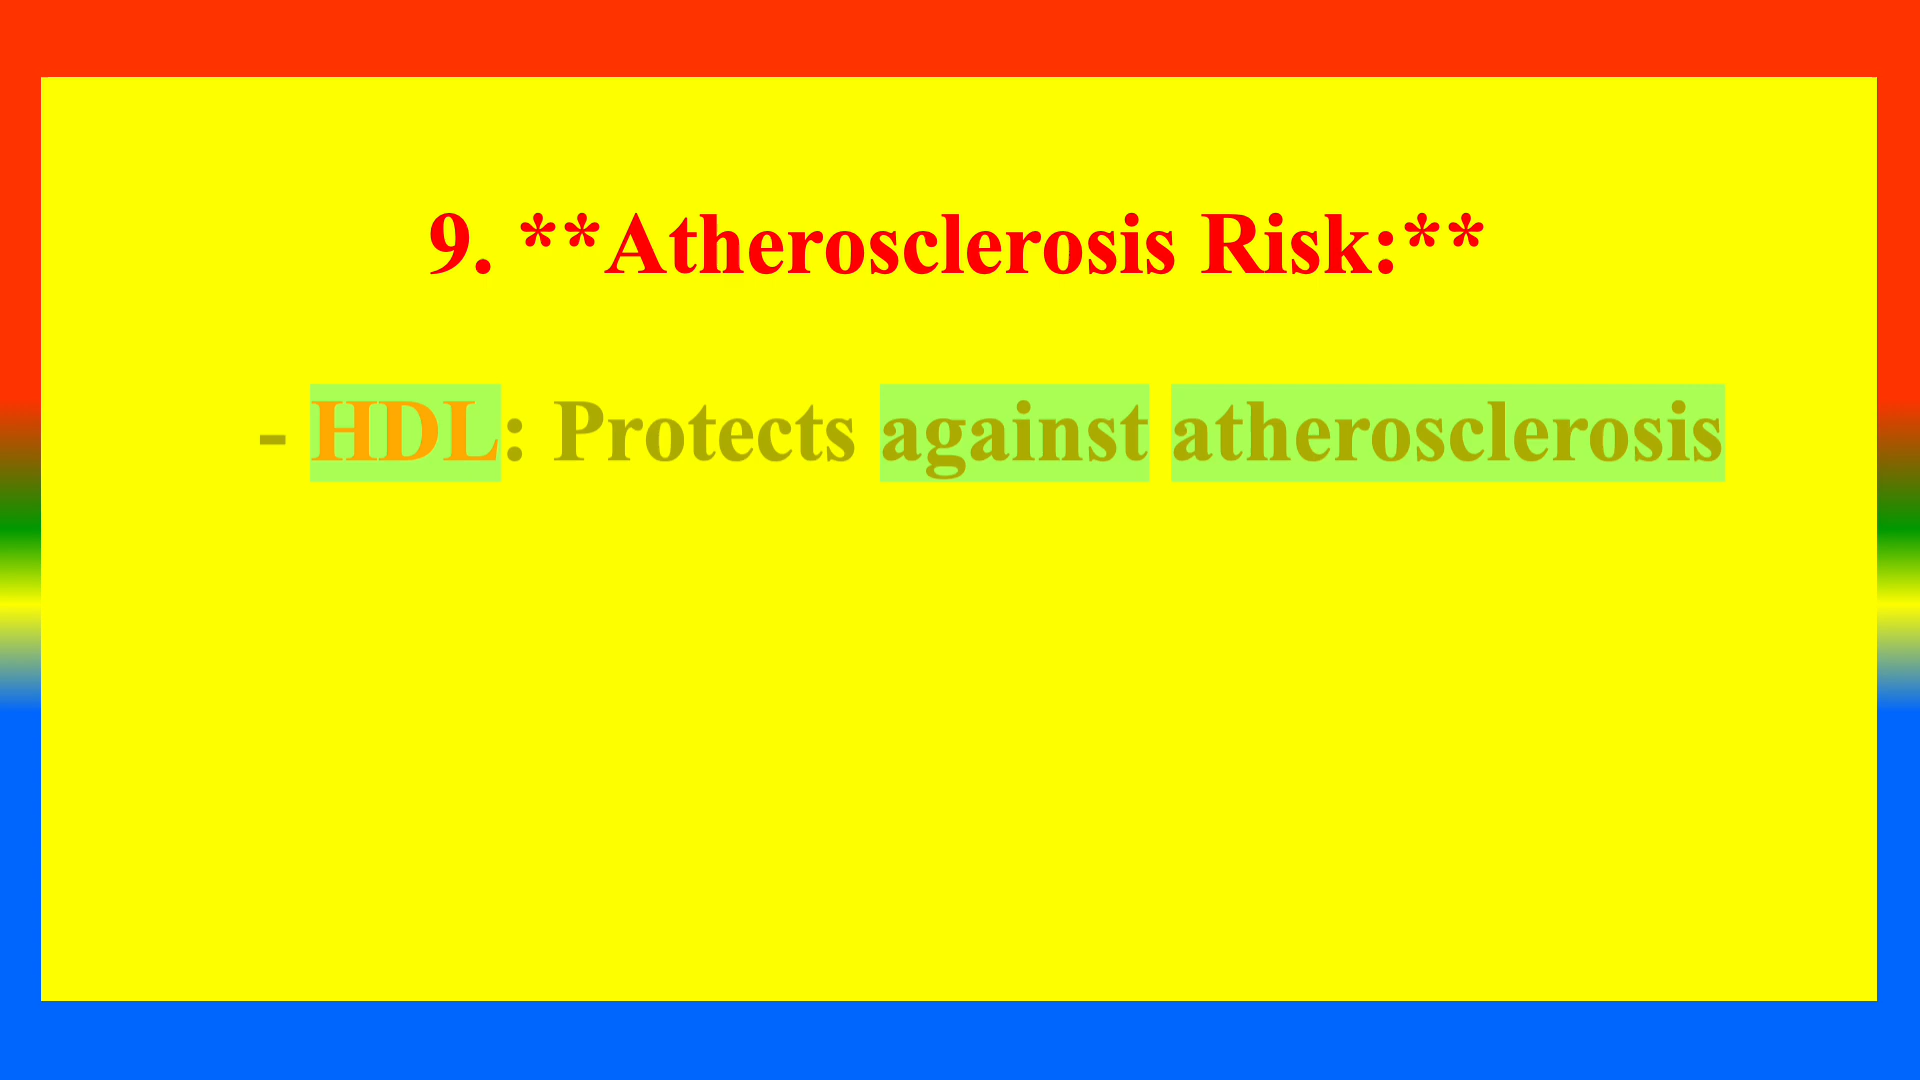 9. **Atherosclerosis Risk:**
- HDL: Protects against atherosclerosis